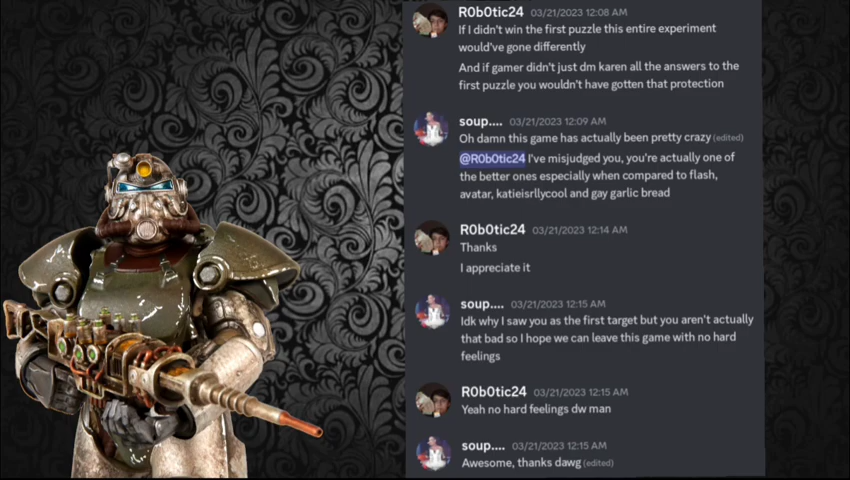 R0b0tic24 03/21/2023 12:08 AM
If I didn't win the first puzzle this entire experiment
would've gone differently
And if gamer didn't just dm karen all the answers to the
first puzzle you wouldn't have gotten that protection
soup.... 03/21/2023 12:09 AM
Oh damn this game has actually been pretty crazy (edited)
@R0b0tic24 I've misjudged you, you're actually one of
the better ones especially when compared to flash,
avatar, katieisrllycool and gay garlic bread
R0b0tic24 03/21/2023 12:14 AM
Thanks
I appreciate it
soup.... 03/21/2023 12:15 AM
Idk why I saw you as the first target but you aren't actually
that bad so I hope we can leave this game with no hard
feelings
R0b0tic24 03/21/2023 12:15 AM
Yeah no hard feelings dw man
soup.... 03/21/2023 12:15 AM
Awesome, thanks dawg (edited)